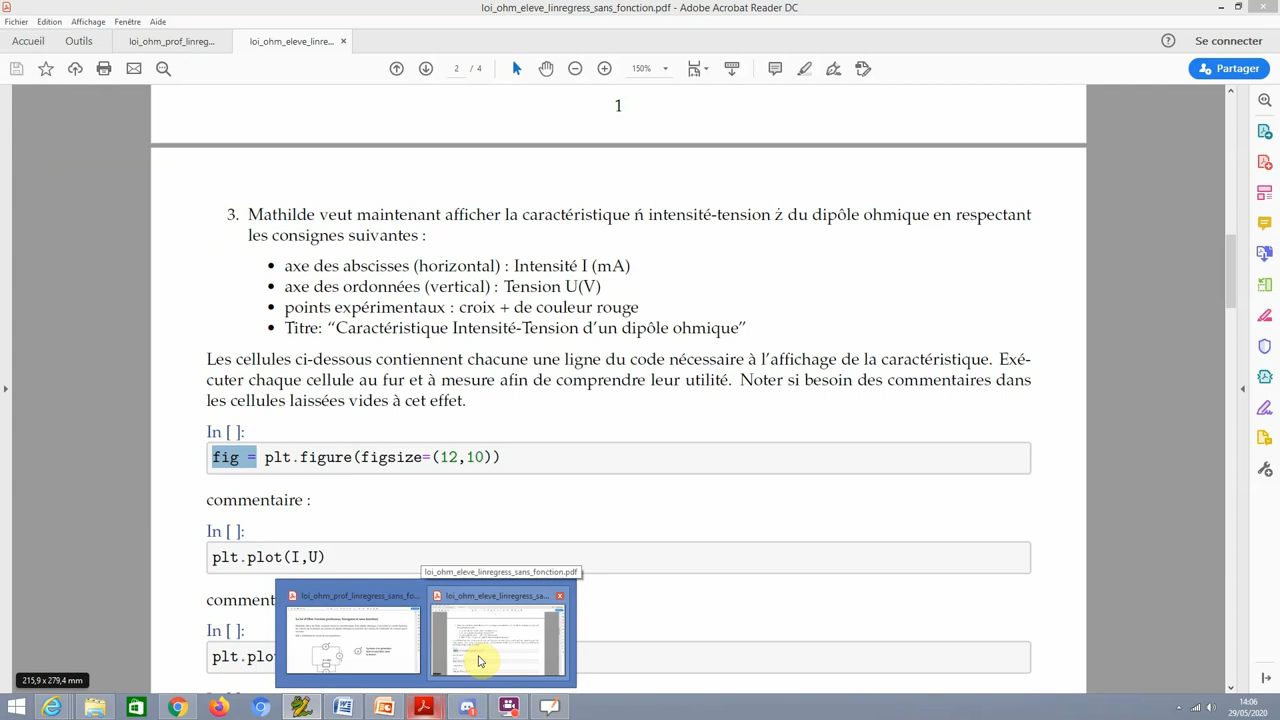 loi_ohm_eleve_linregress_sans_fonction.pdf - Adobe Acrobat Reader DC
Fichier Edition Affichage Fenêtre Aide
Accueil Outils loi_ohm_prof_linreg... loi_ohm_eleve_linre... × Se connecter
2 / 4 150% Partager
1
3. Mathilde veut maintenant afficher la caractéristique ń intensité-tension ż du dipôle ohmique en respectant
les consignes suivantes :
• axe des abscisses (horizontal) : Intensité I (mA)
• axe des ordonnées (vertical) : Tension U(V)
• points expérimentaux : croix + de couleur rouge
• Titre: “Caractéristique Intensité-Tension d’un dipôle ohmique”
Les cellules ci-dessous contiennent chacune une ligne du code nécessaire à l’affichage de la caractéristique. Exé-
cuter chaque cellule au fur et à mesure afin de comprendre leur utilité. Noter si besoin des commentaires dans
les cellules laissées vides à cet effet.
In [ ]:
fig = plt.figure(figsize=(12,10))
commentaire :
In [ ]:
plt.plot(I,U)
loi_ohm_eleve_linregress_sans_fonction.pdf
comment
loi_ohm_prof_linregress_sans_fo... loi_ohm_eleve_linregress_sa...
In [ ]:
plt.plo
215,9 x 279,4 mm
14:06
29/05/2020